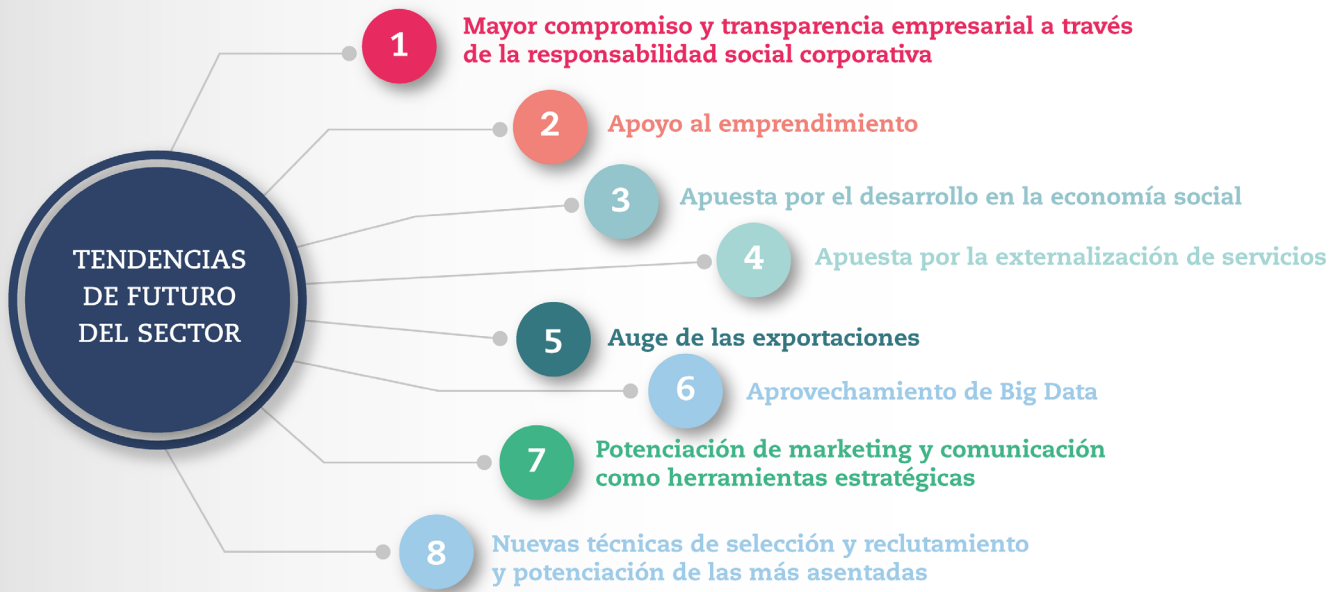 TENDENCIAS
DE FUTURO
DEL SECTOR
1
Mayor compromiso y transparencia empresarial a través
de la responsabilidad social corporativa
2
Apoyo al emprendimiento
3
Apuesta por el desarrollo en la economía social
4
Apuesta por la externalización de servicios
5
Auge de las exportaciones
6
Aprovechamiento de Big Data
7
Potenciación de marketing y comunicación
como herramientas estratégicas
8
Nuevas técnicas de selección y reclutamiento
y potenciación de las más asentadas